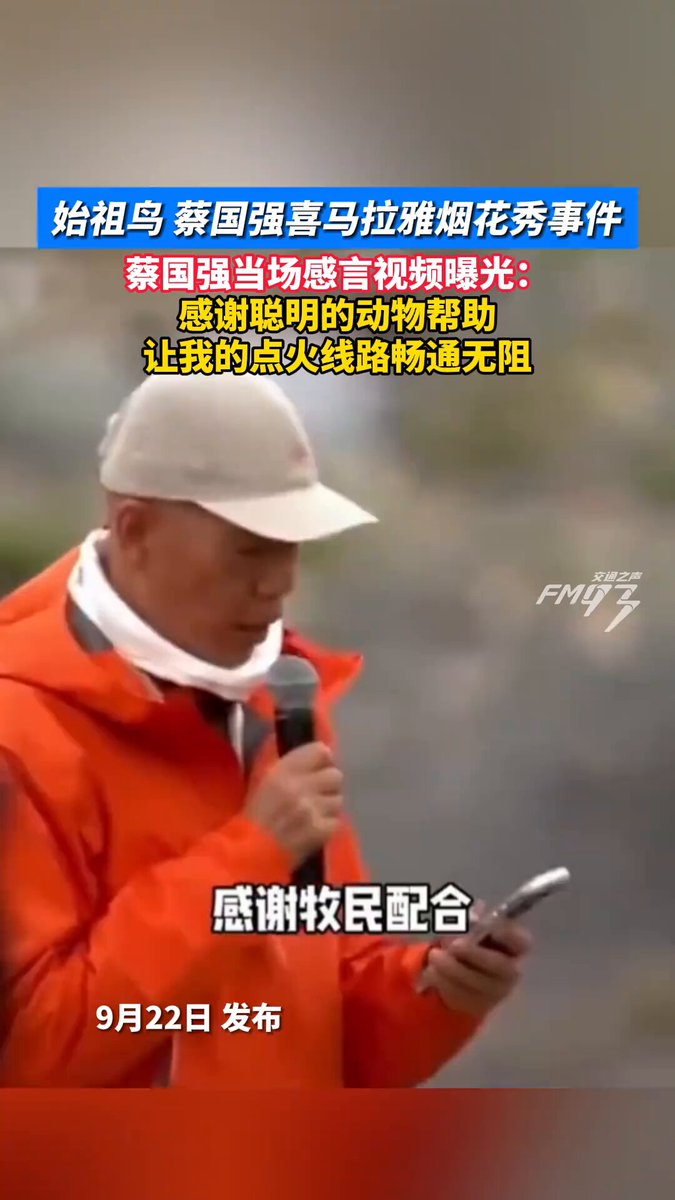 始祖鸟 蔡国强喜马拉雅烟花秀事件
蔡国强当场感言视频曝光：
感谢聪明的动物帮助
让我的点火线路畅通无阻
交通之声
FM97.3
感谢牧民配合
9月22日 发布